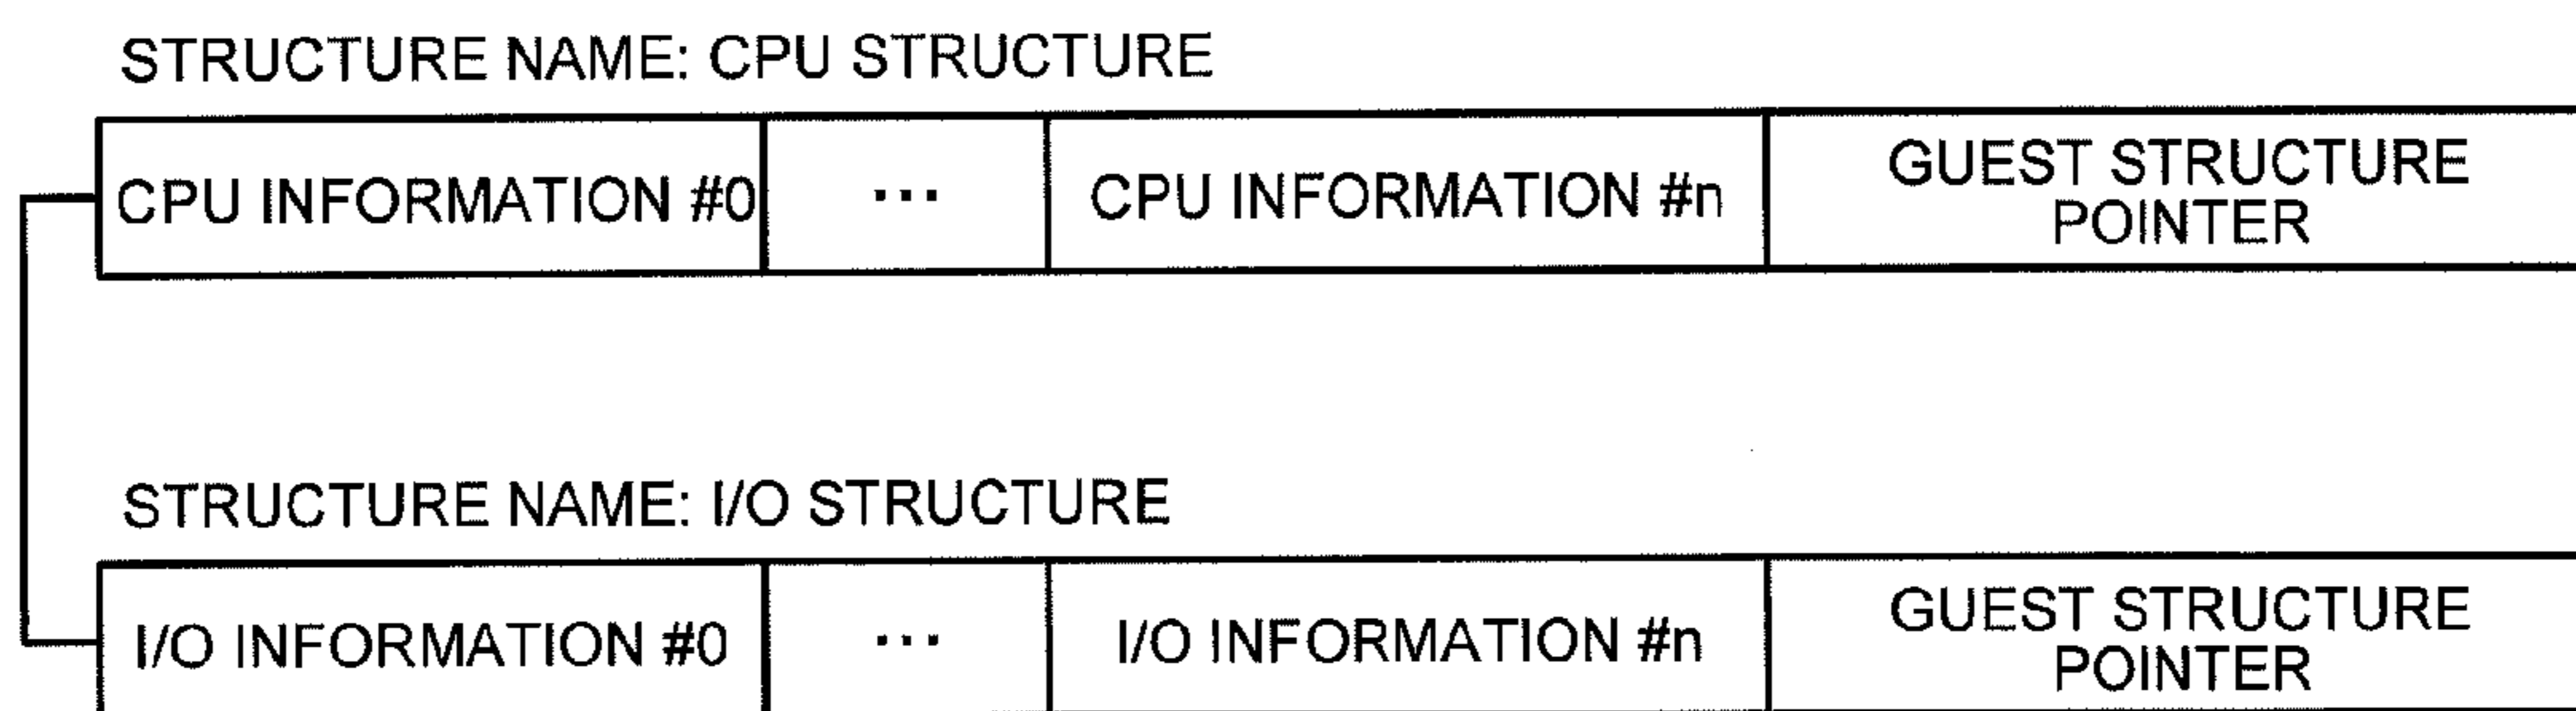 STRUCTURE NAME: CPU STRUCTURE
CPU INFORMATION #0 ... CPU INFORMATION #n GUEST STRUCTURE
POINTER
STRUCTURE NAME: I/O STRUCTURE
I/O INFORMATION #0 ... I/O INFORMATION #n GUEST STRUCTURE
POINTER